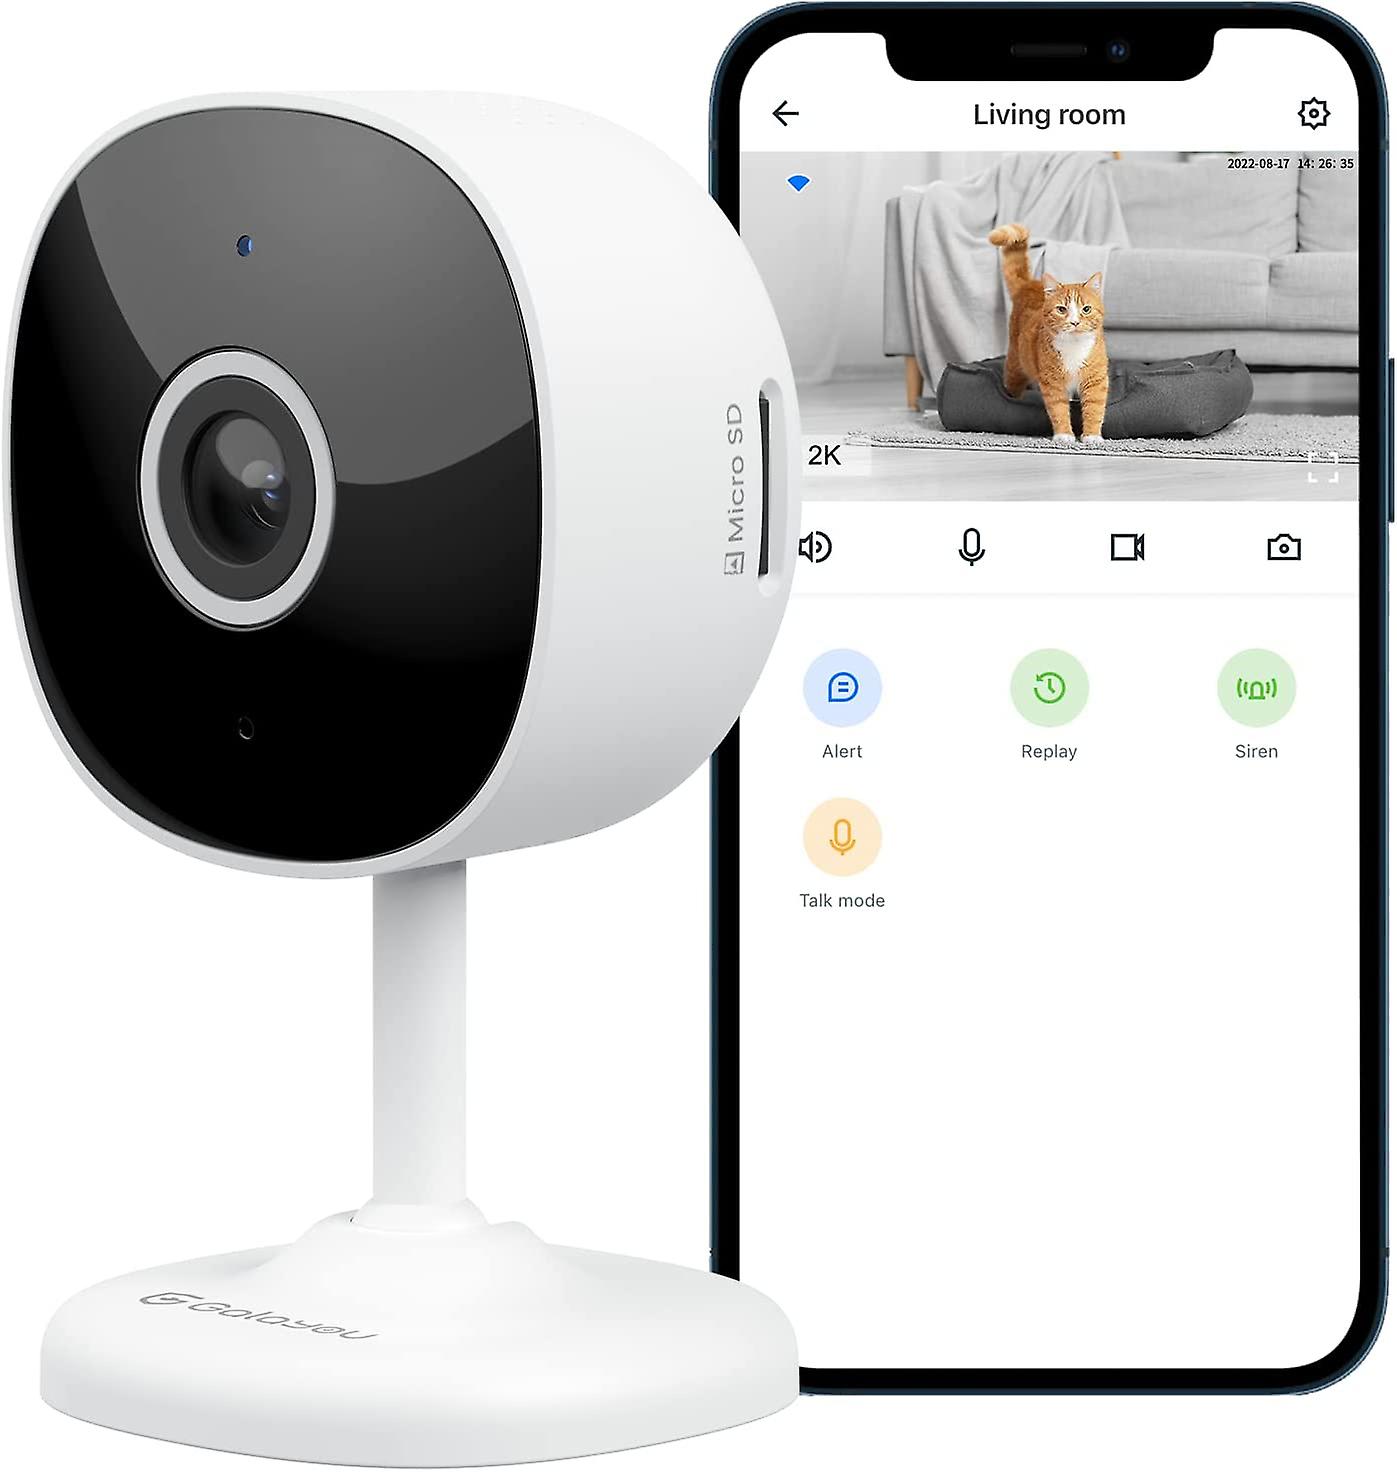 Living room
2022-08-17 14:26:35
2K
Micro SD
Alert
Replay
Siren
Talk mode
Galayou